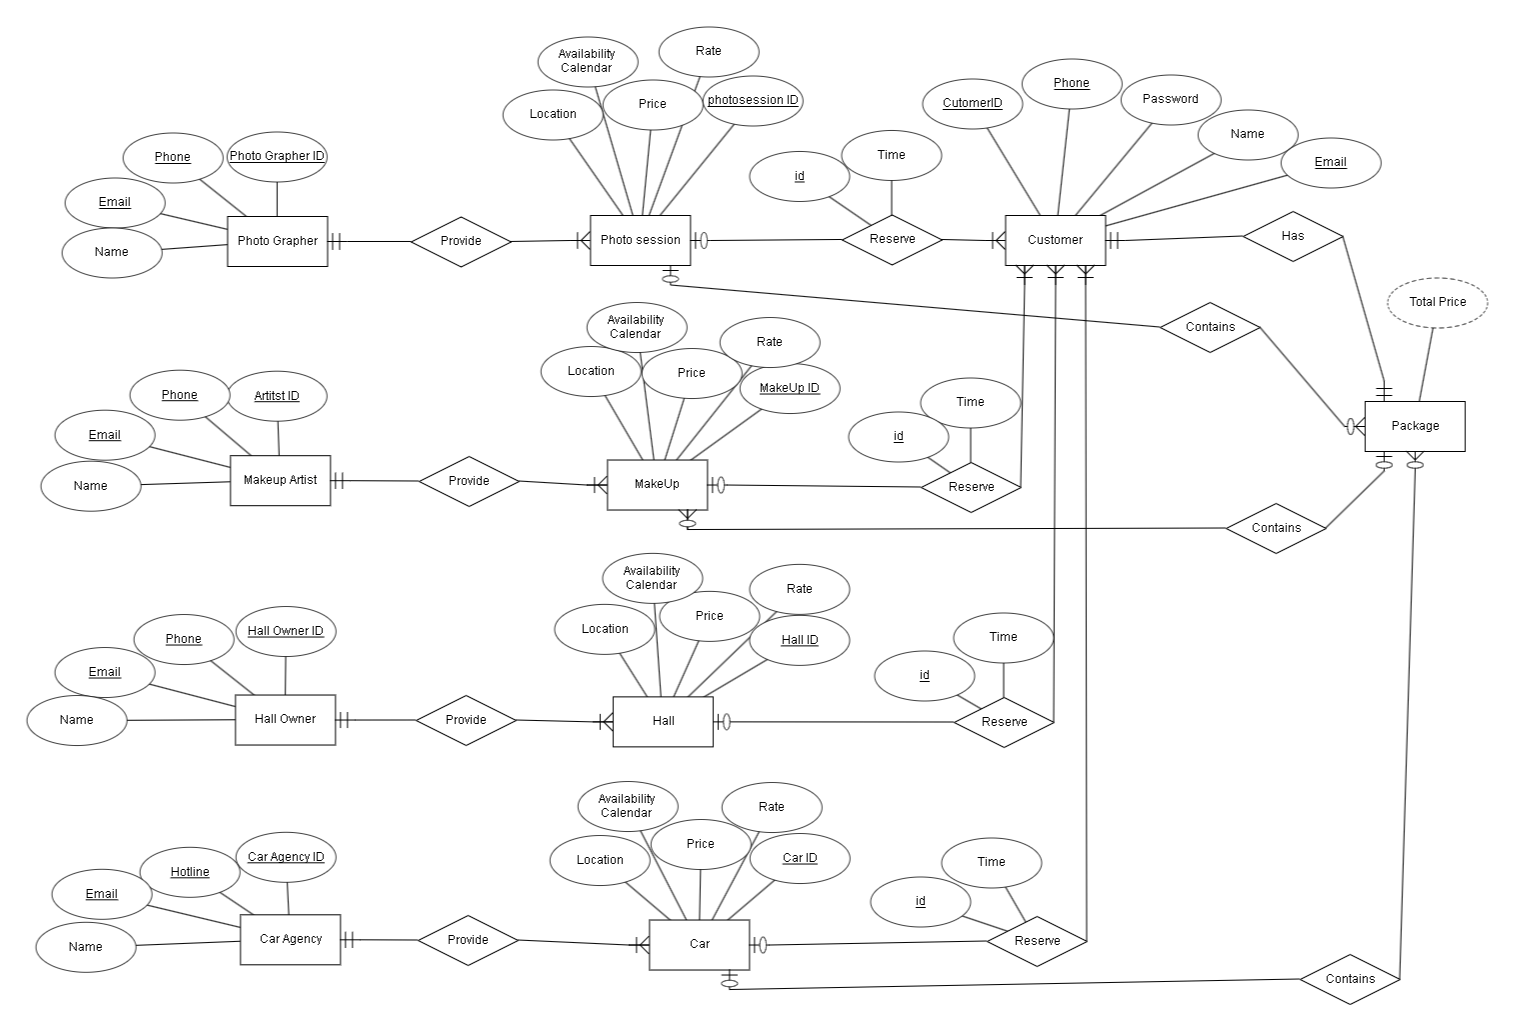 Availability
Calendar
Rate
Location
Price
photosession ID
CutomerID
Phone
Password
Name
Email
Phone
Photo Grapher ID
Email
Name
id
Time
Photo Grapher
Provide
Photo session
Reserve
Customer
Has
Total Price
Contains
Availability
Calendar
Rate
Location
Price
MakeUp ID
Phone
Artitst ID
Email
Name
id
Time
Makeup Artist
Provide
MakeUp
Reserve
Package
Contains
Availability
Calendar
Rate
Location
Price
Hall ID
Phone
Hall Owner ID
Email
Name
id
Time
Hall Owner
Provide
Hall
Reserve
Availability
Calendar
Rate
Location
Price
Car ID
Hotline
Car Agency ID
Email
Name
id
Time
Car Agency
Provide
Car
Reserve
Contains